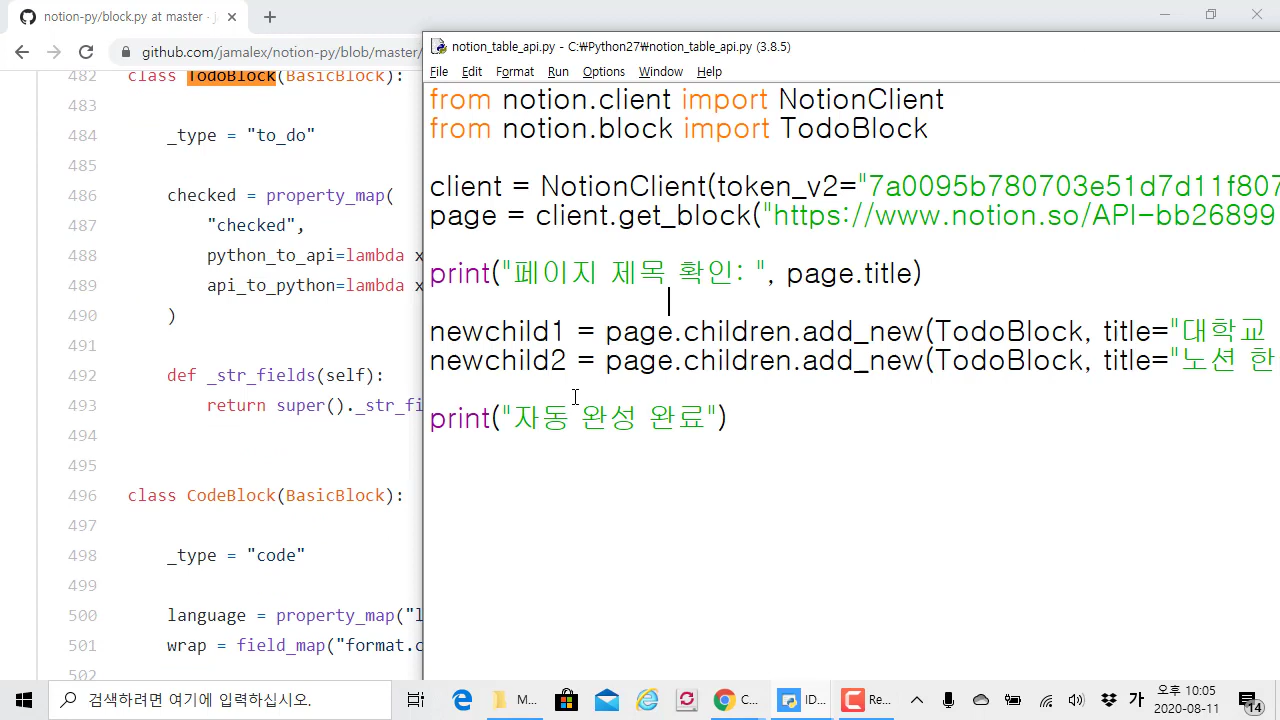 notion-py/block.py at master · j
github.com/jamalex/notion-py/blob/master/
482 class TodoBlock(BasicBlock):
483
484 _type = "to_do"
485
486 checked = property_map(
487 "checked",
488 python_to_api=lambda x
489 api_to_python=lambda x
490 )
491
492 def _str_fields(self):
493 return super()._str_fi
494
495
496 class CodeBlock(BasicBlock):
497
498 _type = "code"
499
500 language = property_map("l
501 wrap = field_map("format.c
502
notion_table_api.py - C:₩Python27₩notion_table_api.py (3.8.5)
File Edit Format Run Options Window Help
from notion.client import NotionClient
from notion.block import TodoBlock
client = NotionClient(token_v2="7a0095b780703e51d7d11f807
page = client.get_block("https://www.notion.so/API-bb26899
print("페이지 제목 확인: ", page.title)
newchild1 = page.children.add_new(TodoBlock, title="대학교
newchild2 = page.children.add_new(TodoBlock, title="노션 한
print("자동 완성 완료")
검색하려면 여기에 입력하십시오.
M...
C...
ID...
Re...
가
오후 10:05
2020-08-11
14